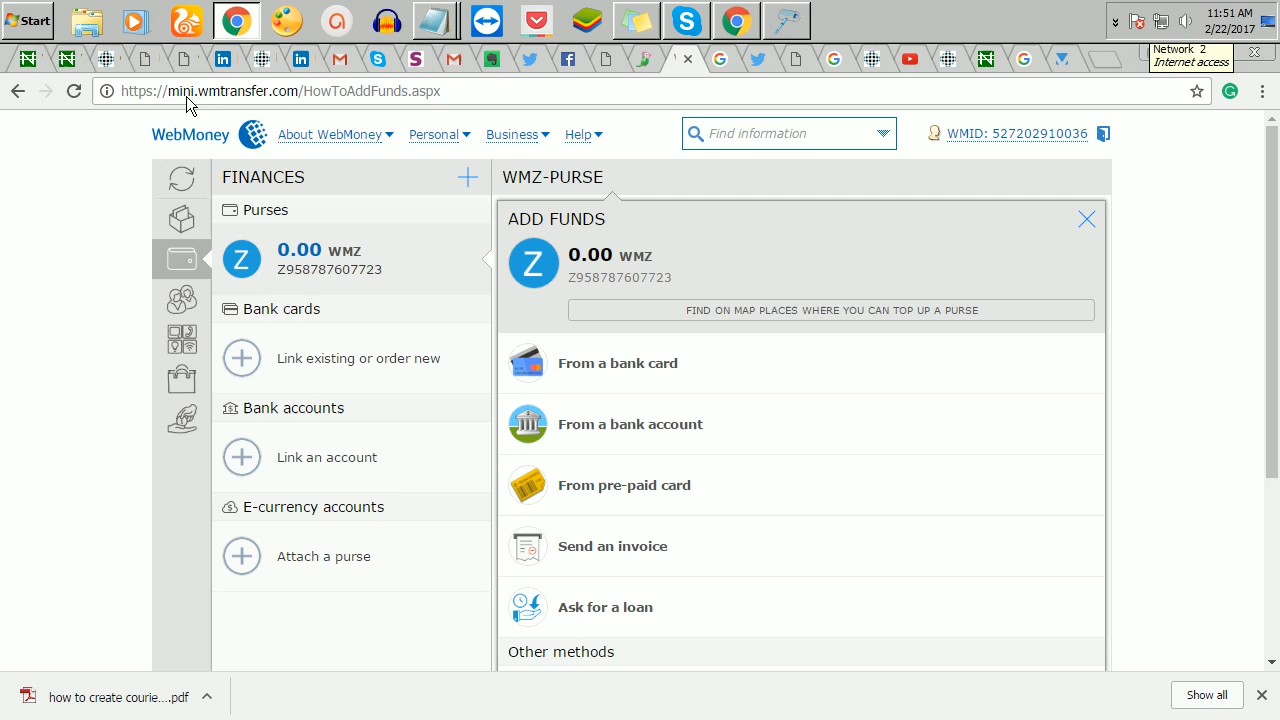 Start
11:51 AM
2/22/2017
Network 2
Internet access
https://mini.wmtransfer.com/HowToAddFunds.aspx
WebMoney
About WebMoney
Personal
Business
Help
Find information
WMID: 527202910036
FINANCES
WMZ-PURSE
Purses
ADD FUNDS
0.00 WMZ
Z958787607723
0.00 WMZ
Z958787607723
FIND ON MAP PLACES WHERE YOU CAN TOP UP A PURSE
Bank cards
Link existing or order new
From a bank card
Bank accounts
From a bank account
Link an account
From pre-paid card
E-currency accounts
Send an invoice
Attach a purse
Ask for a loan
Other methods
how to create courie....pdf
Show all